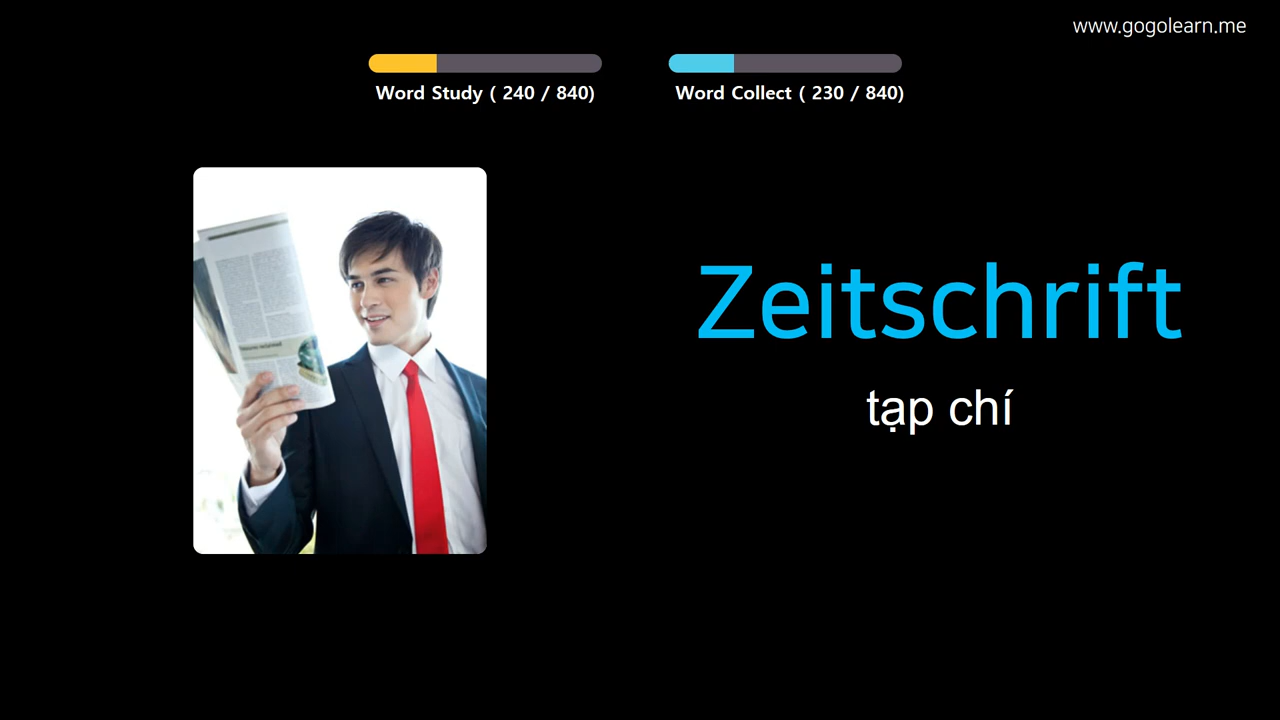 www.gogolearn.me
Word Study ( 240 / 840)
Word Collect ( 230 / 840)
Zeitschrift
tạp chí